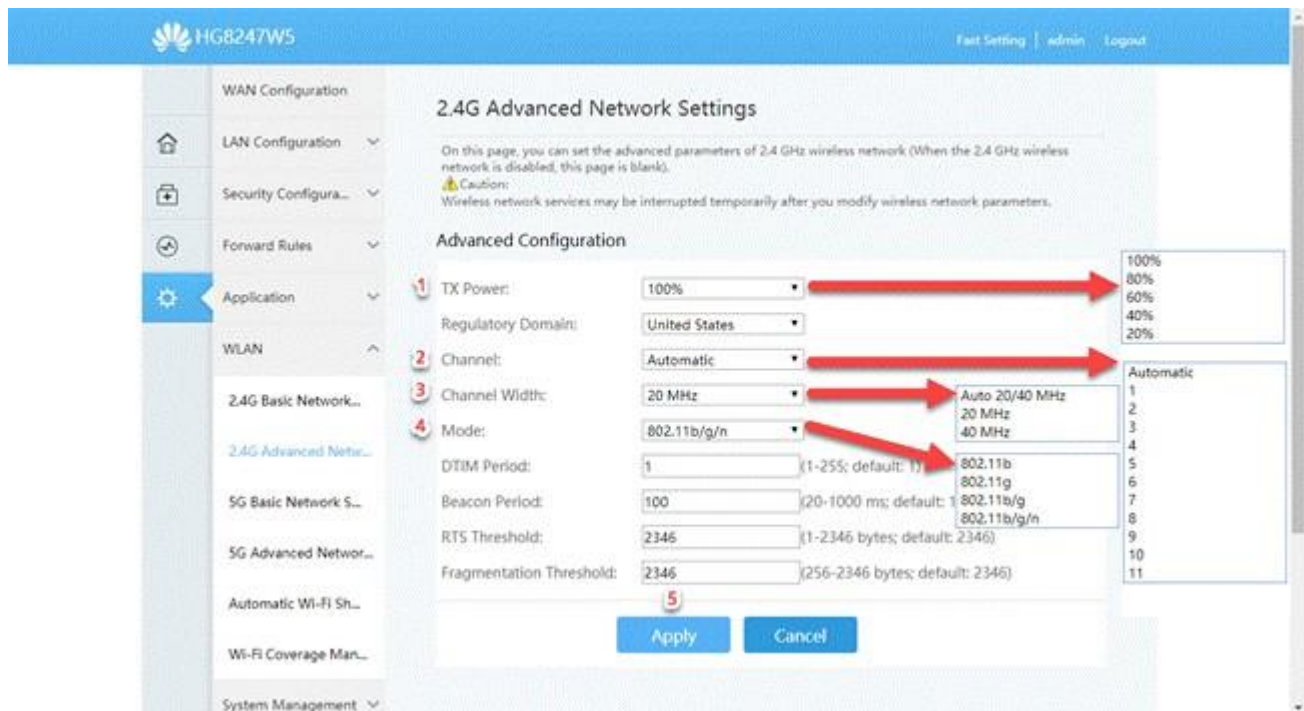 HG8247W5
Fast Setting | admin Logout
WAN Configuration
LAN Configuration
Security Configura...
Forward Rules
Application
WLAN
2.4G Basic Network...
2.4G Advanced Netw...
5G Basic Network S...
5G Advanced Networ...
Automatic Wi-Fi Sh...
Wi-Fi Coverage Man...
System Management
2.4G Advanced Network Settings
On this page, you can set the advanced parameters of 2.4 GHz wireless network (When the 2.4 GHz wireless
network is disabled, this page is blank).
Caution:
Wireless network services may be interrupted temporarily after you modify wireless network parameters.
Advanced Configuration
1 TX Power: 100%
Regulatory Domain: United States
2 Channel: Automatic
3 Channel Width: 20 MHz
4 Mode: 802.11b/g/n
DTIM Period: 1 (1-255; default: 1)
Beacon Period: 100 (20-1000 ms; default: 1
RTS Threshold: 2346 (1-2346 bytes; default: 2346)
Fragmentation Threshold: 2346 (256-2346 bytes; default: 2346)
5
Apply Cancel
100%
80%
60%
40%
20%
Automatic
1
2
3
4
5
6
7
8
9
10
11
Auto 20/40 MHz
20 MHz
40 MHz
802.11b
802.11g
802.11b/g
802.11b/g/n